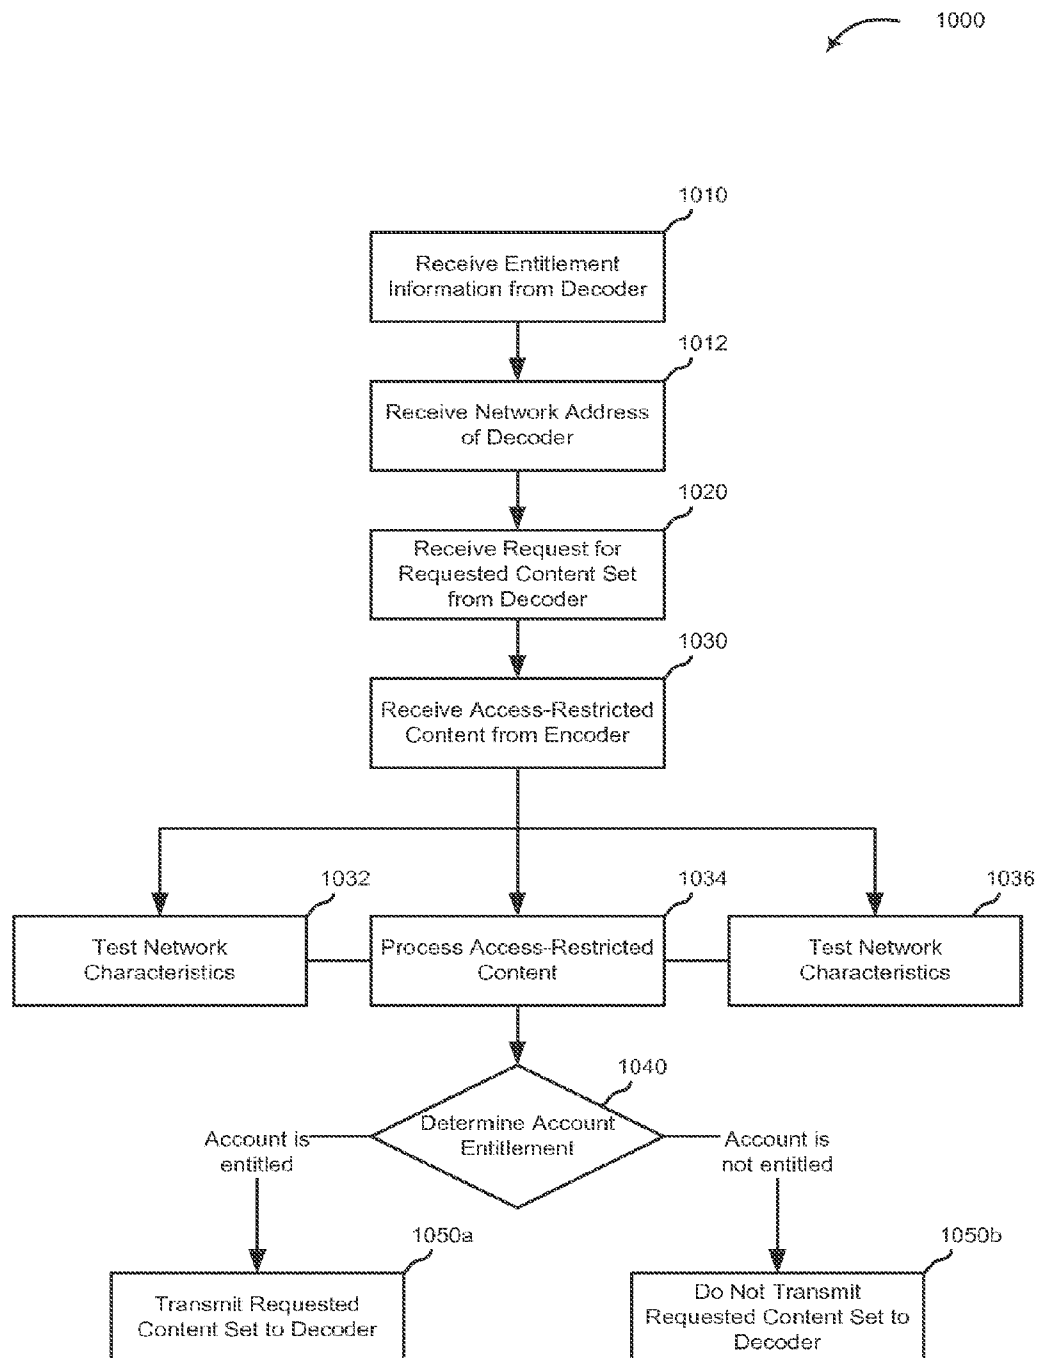 1000
1010
Receive Entitlement
Information from Decoder
1012
Receive Network Address
of Decoder
1020
Receive Request for
Requested Content Set
from Decoder
1030
Receive Access-Restricted
Content from Encoder
1032
Test Network
Characteristics
1034
Process Access-Restricted
Content
1036
Test Network
Characteristics
1040
Determine Account
Entitlement
Account is
entitled
Account is
not entitled
1050a
Transmit Requested
Content Set to Decoder
1050b
Do Not Transmit
Requested Content Set to
Decoder